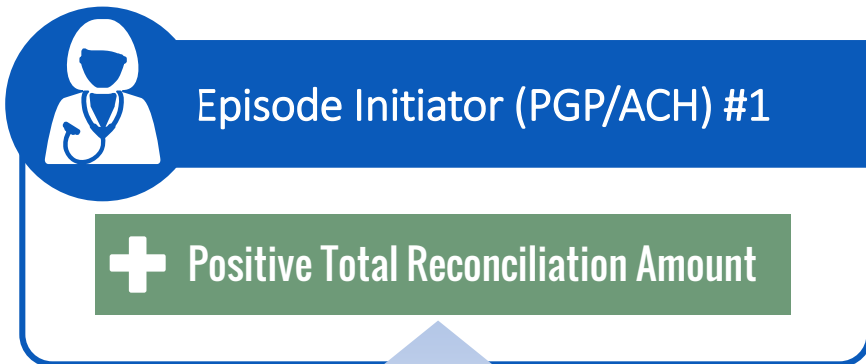 Episode Initiator (PGP/ACH) #1
Positive Total Reconciliation Amount